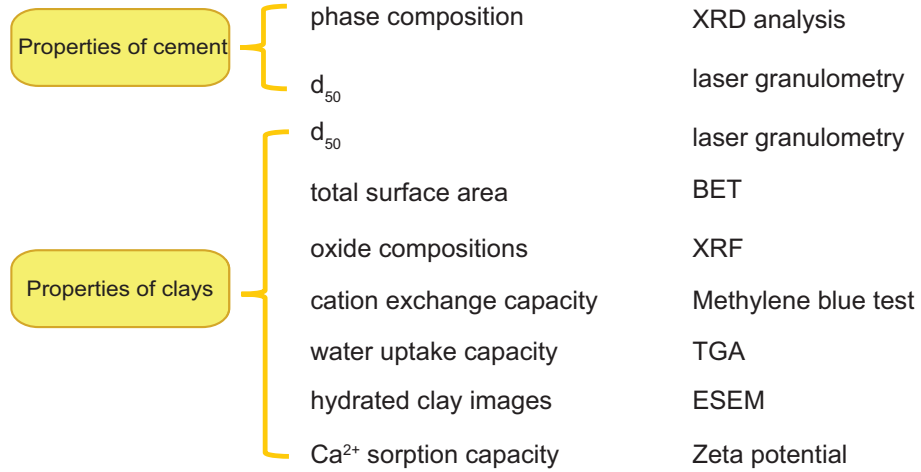 Properties of cement
phase composition XRD analysis
d₅₀ laser granulometry
Properties of clays
d₅₀ laser granulometry
total surface area BET
oxide compositions XRF
cation exchange capacity Methylene blue test
water uptake capacity TGA
hydrated clay images ESEM
Ca²⁺ sorption capacity Zeta potential